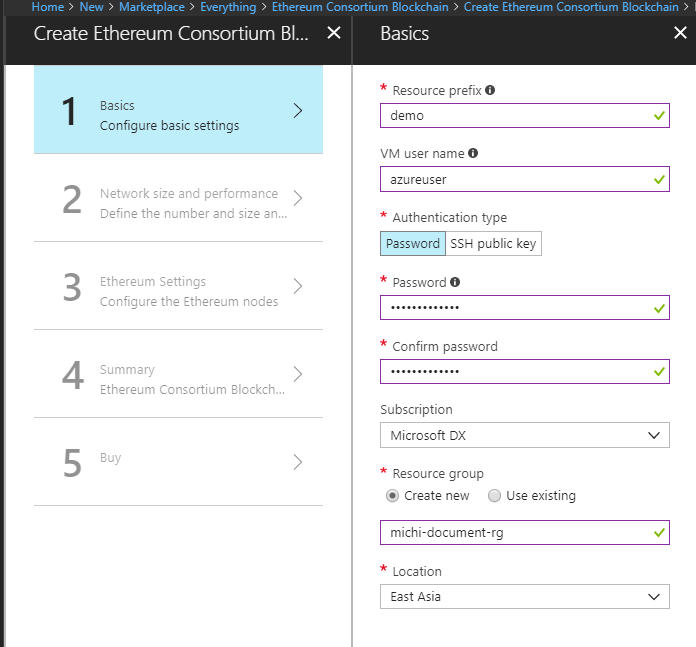 Home > New > Marketplace > Everything > Ethereum Consortium Blockchain > Create Ethereum Consortium Blockchain >
Create Ethereum Consortium Bl...
1
Basics
Configure basic settings
2
Network size and performance
Define the number and size an...
3
Ethereum Settings
Configure the Ethereum nodes
4
Summary
Ethereum Consortium Blockch...
5
Buy
Basics
* Resource prefix
demo
VM user name
azureuser
* Authentication type
Password SSH public key
* Password
•••••••••••••
* Confirm password
•••••••••••••
Subscription
Microsoft DX
* Resource group
Create new Use existing
michi-document-rg
* Location
East Asia